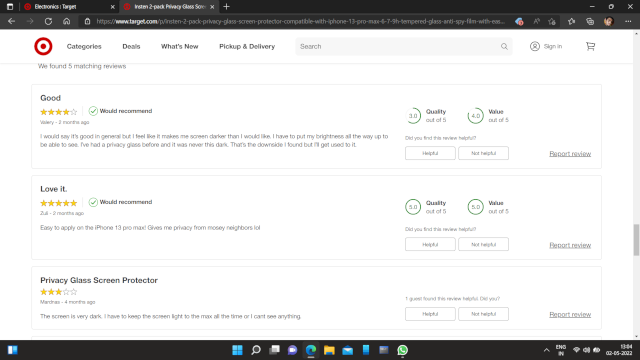 Electronics : Target
Insten 2-pack Privacy Glass Scre
https://www.target.com/p/insten-2-pack-privacy-glass-screen-protector-compatible-with-iphone-13-pro-max-6-7-9h-tempered-glass-anti-spy-film-with-eas...
Categories
Deals
What's New
Pickup & Delivery
Search
Sign in
We found 5 matching reviews
Good
Would recommend
Valery - 2 months ago
I would say it's good in general but I feel like it makes me screen darker than I would like. I have to put my brightness all the way up to
be able to see. I've had a privacy glass before and it was never this dark. That's the downside I found but I'll get used to it.
3.0
Quality
out of 5
4.0
Value
out of 5
Did you find this review helpful?
Helpful
Not helpful
Report review
Love it.
Would recommend
Zuli - 2 months ago
Easy to apply on the iPhone 13 pro max! Gives me privacy from mosey neighbors lol
5.0
Quality
out of 5
5.0
Value
out of 5
Did you find this review helpful?
Helpful
Not helpful
Report review
Privacy Glass Screen Protector
- 4 months ago
The screen is very dark. I have to keep the screen light to the max all the time or I cant see anything.
1 guest found this review helpful. Did you?
Helpful
Not helpful
Report review
ENG
IN
13:04
02-05-2022